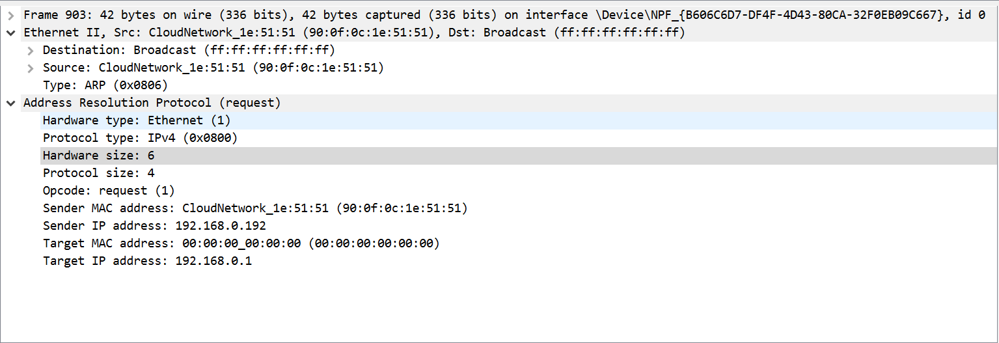 Frame 903: 42 bytes on wire (336 bits), 42 bytes captured (336 bits) on interface \Device\NPF_{B606C6D7-DF4F-4D43-80CA-32F0EB09C667}, id 0
Ethernet II, Src: CloudNetwork_1e:51:51 (90:0f:0c:1e:51:51), Dst: Broadcast (ff:ff:ff:ff:ff:ff)
Destination: Broadcast (ff:ff:ff:ff:ff:ff)
Source: CloudNetwork_1e:51:51 (90:0f:0c:1e:51:51)
Type: ARP (0x0806)
Address Resolution Protocol (request)
Hardware type: Ethernet (1)
Protocol type: IPv4 (0x0800)
Hardware size: 6
Protocol size: 4
Opcode: request (1)
Sender MAC address: CloudNetwork_1e:51:51 (90:0f:0c:1e:51:51)
Sender IP address: 192.168.0.192
Target MAC address: 00:00:00_00:00:00 (00:00:00:00:00:00)
Target IP address: 192.168.0.1